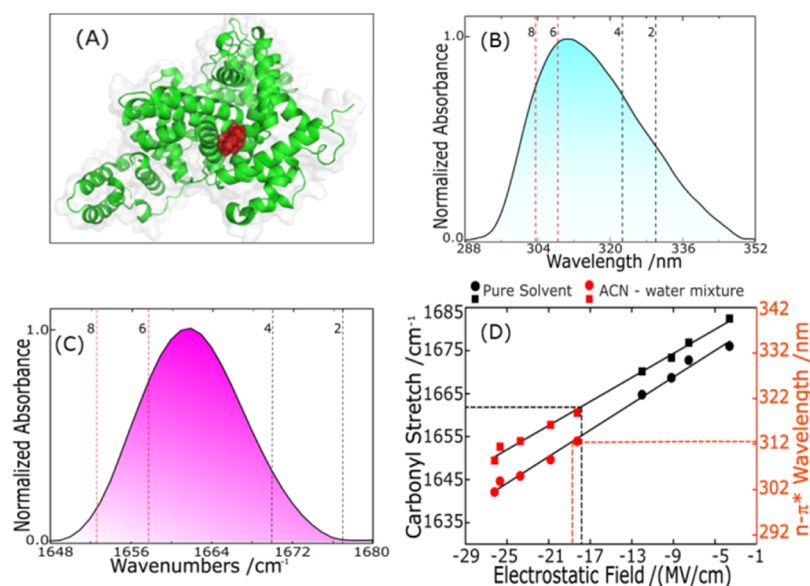 (A)
(B)
8 6 4 2
1.0
0.0
Normalized Absorbance
288 304 320 336 352
Wavelength /nm
(C)
8 6 4 2
1.0
0.0
Normalized Absorbance
1648 1656 1664 1672 1680
Wavenumbers /cm-1
Pure Solvent ACN - water mixture
(D)
Carbonyl Stretch /cm-1
1685
1675
1665
1655
1645
1635
342
332
322
312
302
292
n-π* Wavelength /nm
-29 -25 -21 -17 -13 -9 -5 -1
Electrostatic Field /(MV/cm)